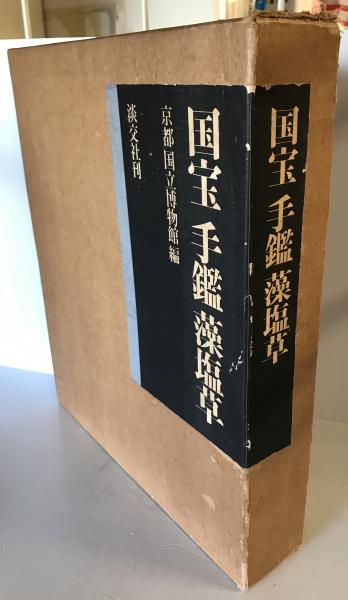 国宝 手鑑 藻塩草
京都国立博物館編
淡交社刊
国宝 手鑑 藻塩草